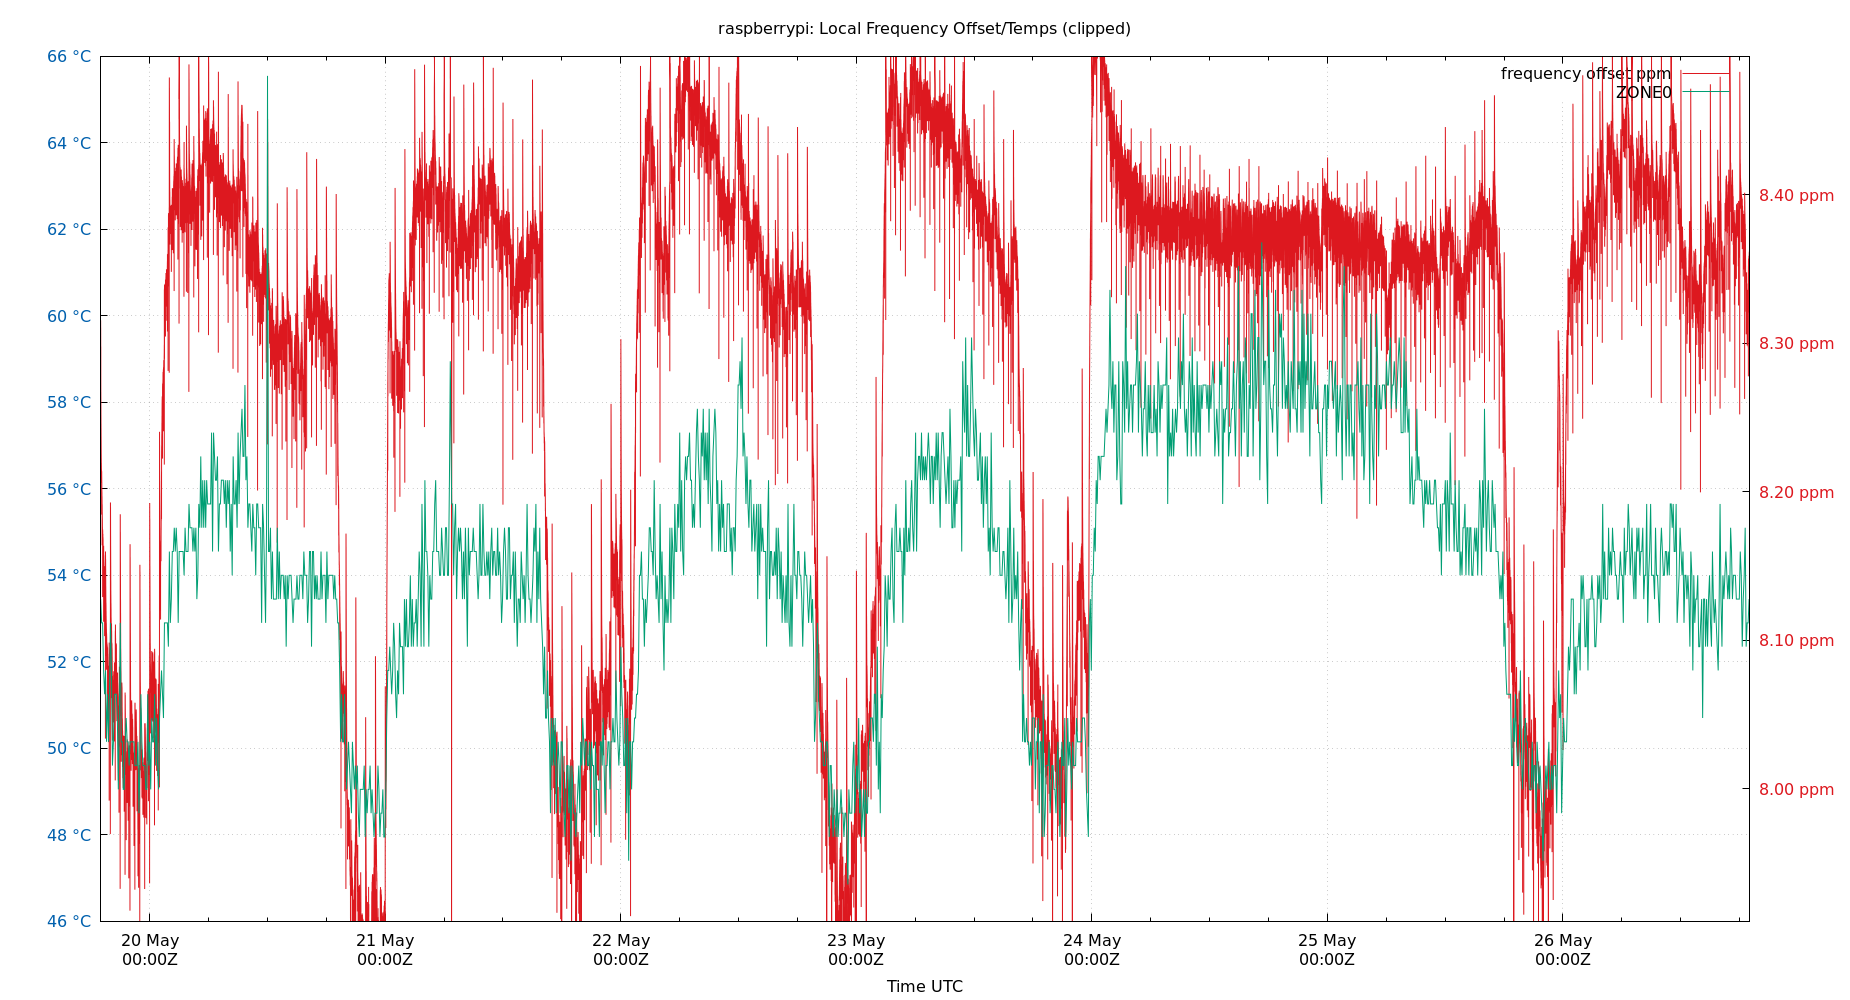 raspberrypi: Local Frequency Offset/Temps (clipped)
66 °C
64 °C
62 °C
60 °C
58 °C
56 °C
54 °C
52 °C
50 °C
48 °C
46 °C
frequency offset ppm
ZONE0
8.40 ppm
8.30 ppm
8.20 ppm
8.10 ppm
8.00 ppm
20 May
00:00Z
21 May
00:00Z
22 May
00:00Z
23 May
00:00Z
24 May
00:00Z
25 May
00:00Z
26 May
00:00Z
Time UTC